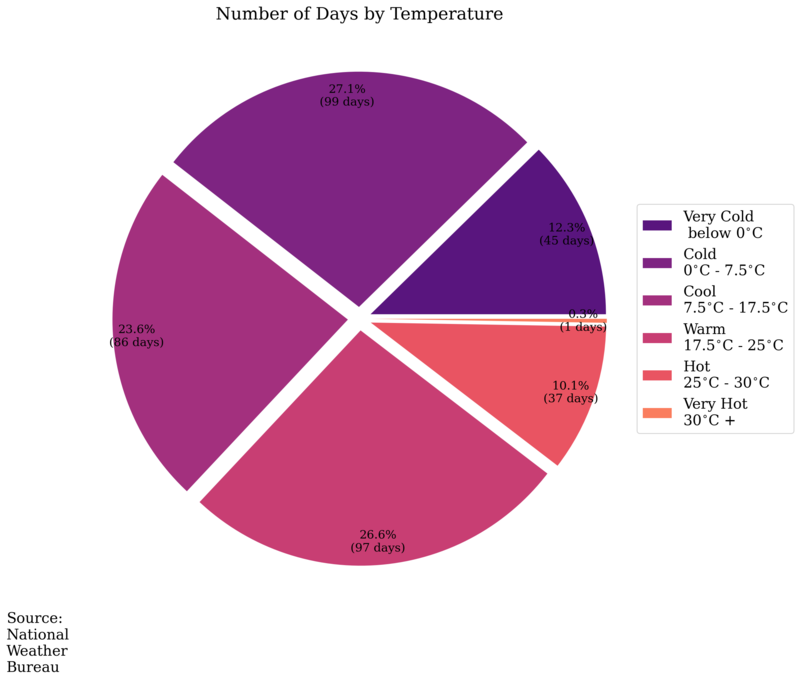 Number of Days by Temperature
27.1%
(99 days)
12.3%
(45 days)
23.6%
(86 days)
0.3%
(1 days)
10.1%
(37 days)
26.6%
(97 days)
Very Cold
below 0°C
Cold
0°C - 7.5°C
Cool
7.5°C - 17.5°C
Warm
17.5°C - 25°C
Hot
25°C - 30°C
Very Hot
30°C +
Source:
National
Weather
Bureau